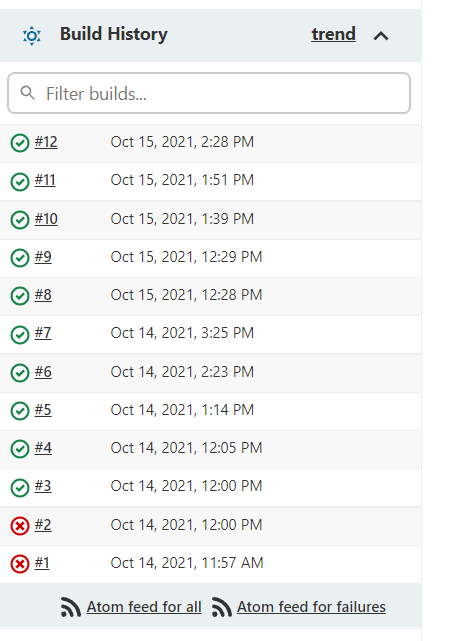 Build History trend
Filter builds...
#12 Oct 15, 2021, 2:28 PM
#11 Oct 15, 2021, 1:51 PM
#10 Oct 15, 2021, 1:39 PM
#9 Oct 15, 2021, 12:29 PM
#8 Oct 15, 2021, 12:28 PM
#7 Oct 14, 2021, 3:25 PM
#6 Oct 14, 2021, 2:23 PM
#5 Oct 14, 2021, 1:14 PM
#4 Oct 14, 2021, 12:05 PM
#3 Oct 14, 2021, 12:00 PM
#2 Oct 14, 2021, 12:00 PM
#1 Oct 14, 2021, 11:57 AM
Atom feed for all Atom feed for failures